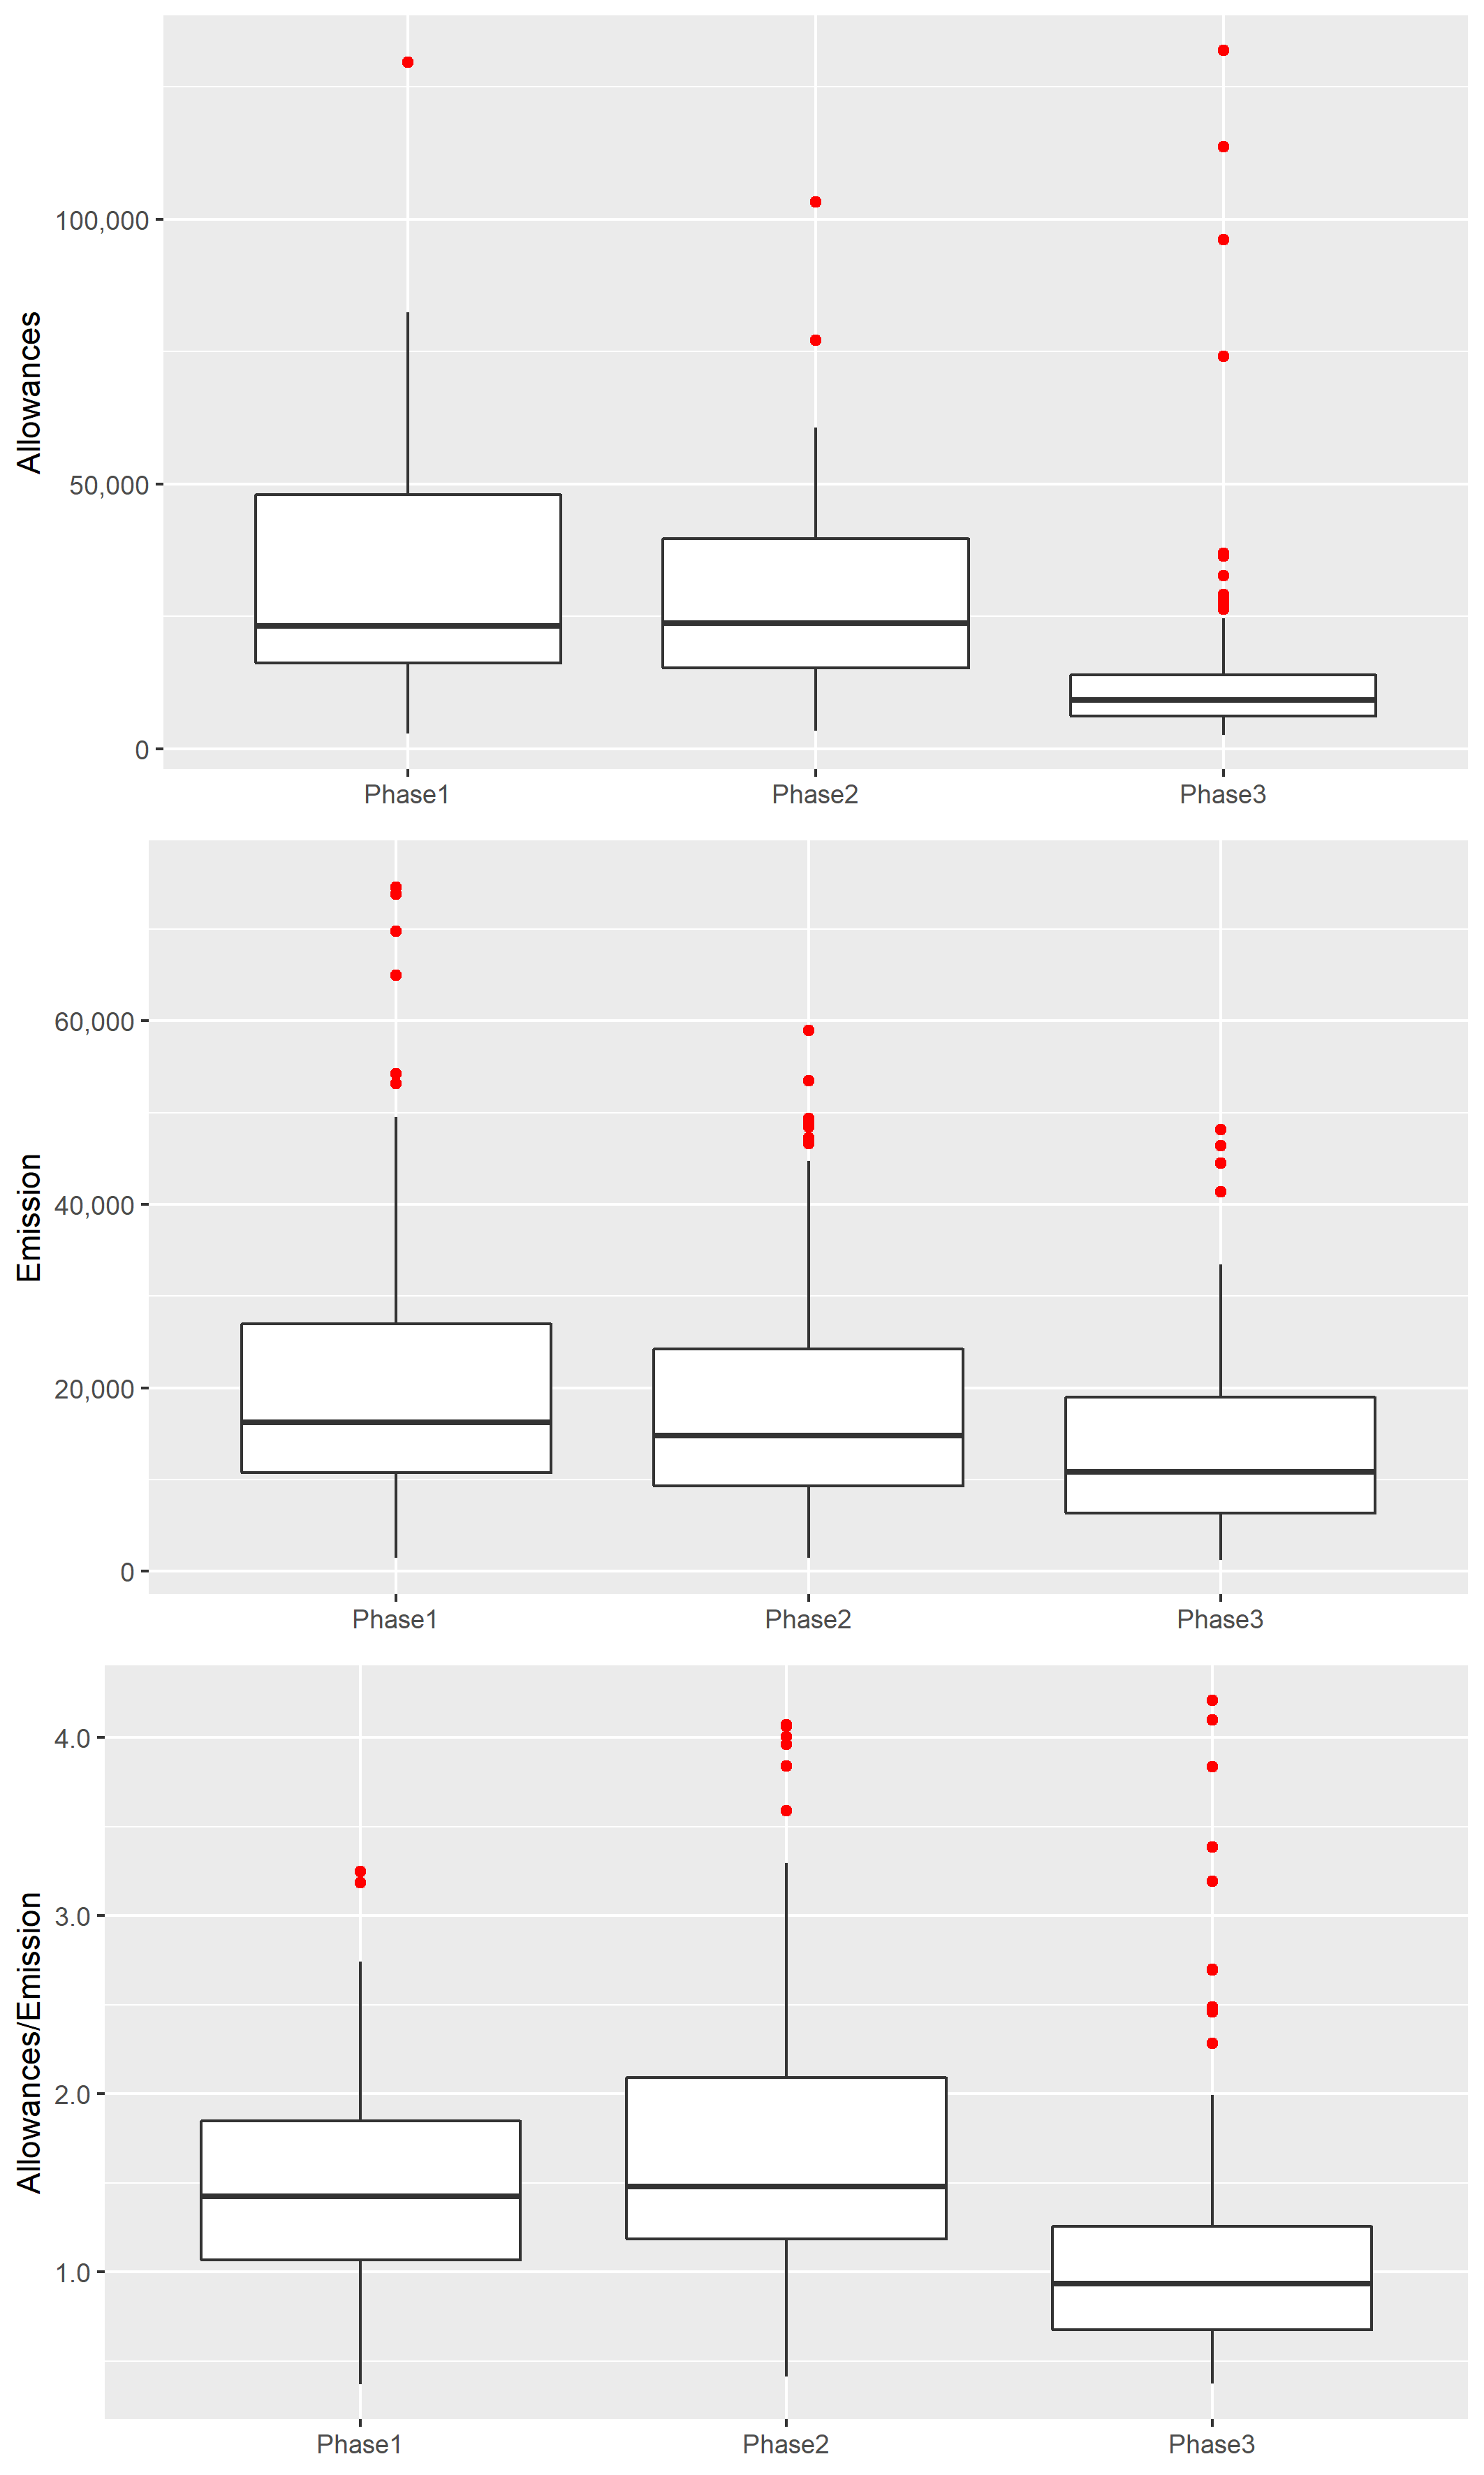 Allowances
100,000
50,000
0
Phase1 Phase2 Phase3
Emission
60,000
40,000
20,000
0
Phase1 Phase2 Phase3
Allowances/Emission
4.0
3.0
2.0
1.0
Phase1 Phase2 Phase3